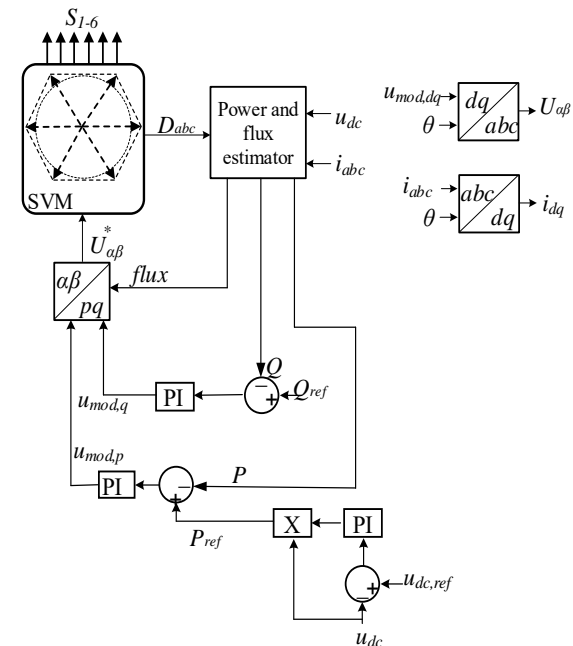 S1-6
SVM
Dabc
Power and
flux
estimator
udc
iabc
umod,dq
θ
dq
abc
Uαβ
iabc
θ
abc
dq
idq
U*αβ
αβ
pq
flux
Q
−
+
Qref
PI
umod,q
umod,p
PI
−
+
P
Pref
X
PI
+
−
udc,ref
udc